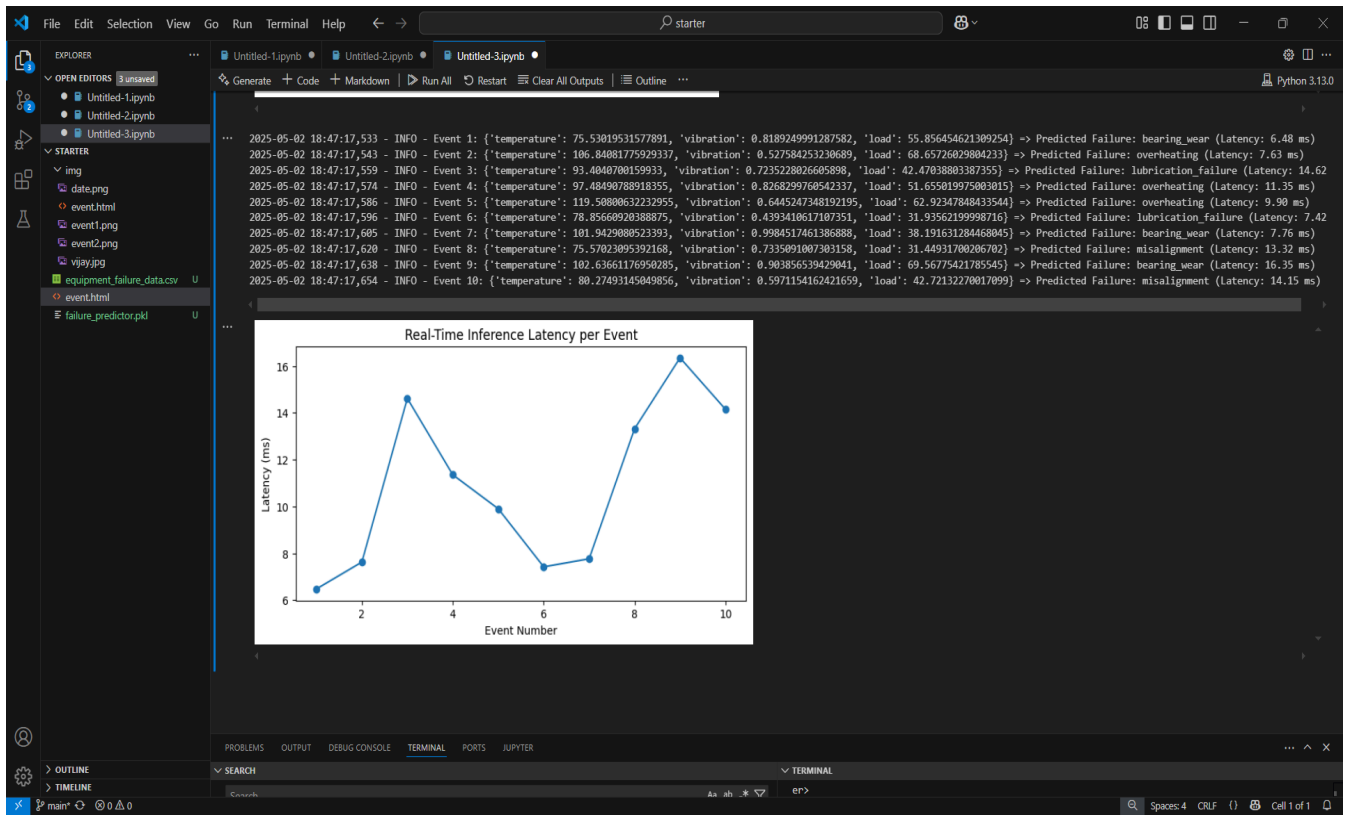 File Edit Selection View Go Run Terminal Help
starter
EXPLORER
OPEN EDITORS 3 unsaved
Untitled-1.ipynb
Untitled-2.ipynb
Untitled-3.ipynb
STARTER
img
date.png
event.html
event1.png
event2.png
vijay.jpg
equipment_failure_data.csv U
event.html
failure_predictor.pkl U
OUTLINE
TIMELINE
3
2
Untitled-1.ipynb Untitled-2.ipynb Untitled-3.ipynb
Generate + Code + Markdown | Run All Restart Clear All Outputs | Outline ...
Python 3.13.0
2025-05-02 18:47:17,533 - INFO - Event 1: {'temperature': 75.53019531577891, 'vibration': 0.8189249991287582, 'load': 55.856454621309254} => Predicted Failure: bearing_wear (Latency: 6.48 ms)
2025-05-02 18:47:17,543 - INFO - Event 2: {'temperature': 106.84081775929337, 'vibration': 0.527584253230689, 'load': 68.65726029804233} => Predicted Failure: overheating (Latency: 7.63 ms)
2025-05-02 18:47:17,559 - INFO - Event 3: {'temperature': 93.4040700159933, 'vibration': 0.7235228026605898, 'load': 42.47038803387355} => Predicted Failure: lubrication_failure (Latency: 14.62
2025-05-02 18:47:17,574 - INFO - Event 4: {'temperature': 97.48490788918355, 'vibration': 0.8268299760542337, 'load': 51.655019975003015} => Predicted Failure: overheating (Latency: 11.35 ms)
2025-05-02 18:47:17,586 - INFO - Event 5: {'temperature': 119.50800632232955, 'vibration': 0.6445247348192195, 'load': 62.92347848433544} => Predicted Failure: overheating (Latency: 9.90 ms)
2025-05-02 18:47:17,596 - INFO - Event 6: {'temperature': 78.85660920388875, 'vibration': 0.4393410617107351, 'load': 31.93562199998716} => Predicted Failure: lubrication_failure (Latency: 7.42
2025-05-02 18:47:17,605 - INFO - Event 7: {'temperature': 101.9429080523393, 'vibration': 0.9984517461386888, 'load': 38.191631284468045} => Predicted Failure: bearing_wear (Latency: 7.76 ms)
2025-05-02 18:47:17,620 - INFO - Event 8: {'temperature': 75.57023095392168, 'vibration': 0.7335091007303158, 'load': 31.44931700206702} => Predicted Failure: misalignment (Latency: 13.32 ms)
2025-05-02 18:47:17,638 - INFO - Event 9: {'temperature': 102.63661176950285, 'vibration': 0.903856539429041, 'load': 69.56775421785545} => Predicted Failure: bearing_wear (Latency: 16.35 ms)
2025-05-02 18:47:17,654 - INFO - Event 10: {'temperature': 80.27493145049856, 'vibration': 0.5971154162421659, 'load': 42.72132270017099} => Predicted Failure: misalignment (Latency: 14.15 ms)
Real-Time Inference Latency per Event
Latency (ms)
16
14
12
10
8
6
2 4 6 8 10
Event Number
PROBLEMS OUTPUT DEBUG CONSOLE TERMINAL PORTS JUPYTER
SEARCH
TERMINAL
Search
Aa ab .*
er>
main* 0 0
Spaces: 4 CRLF {} Cell 1 of 1